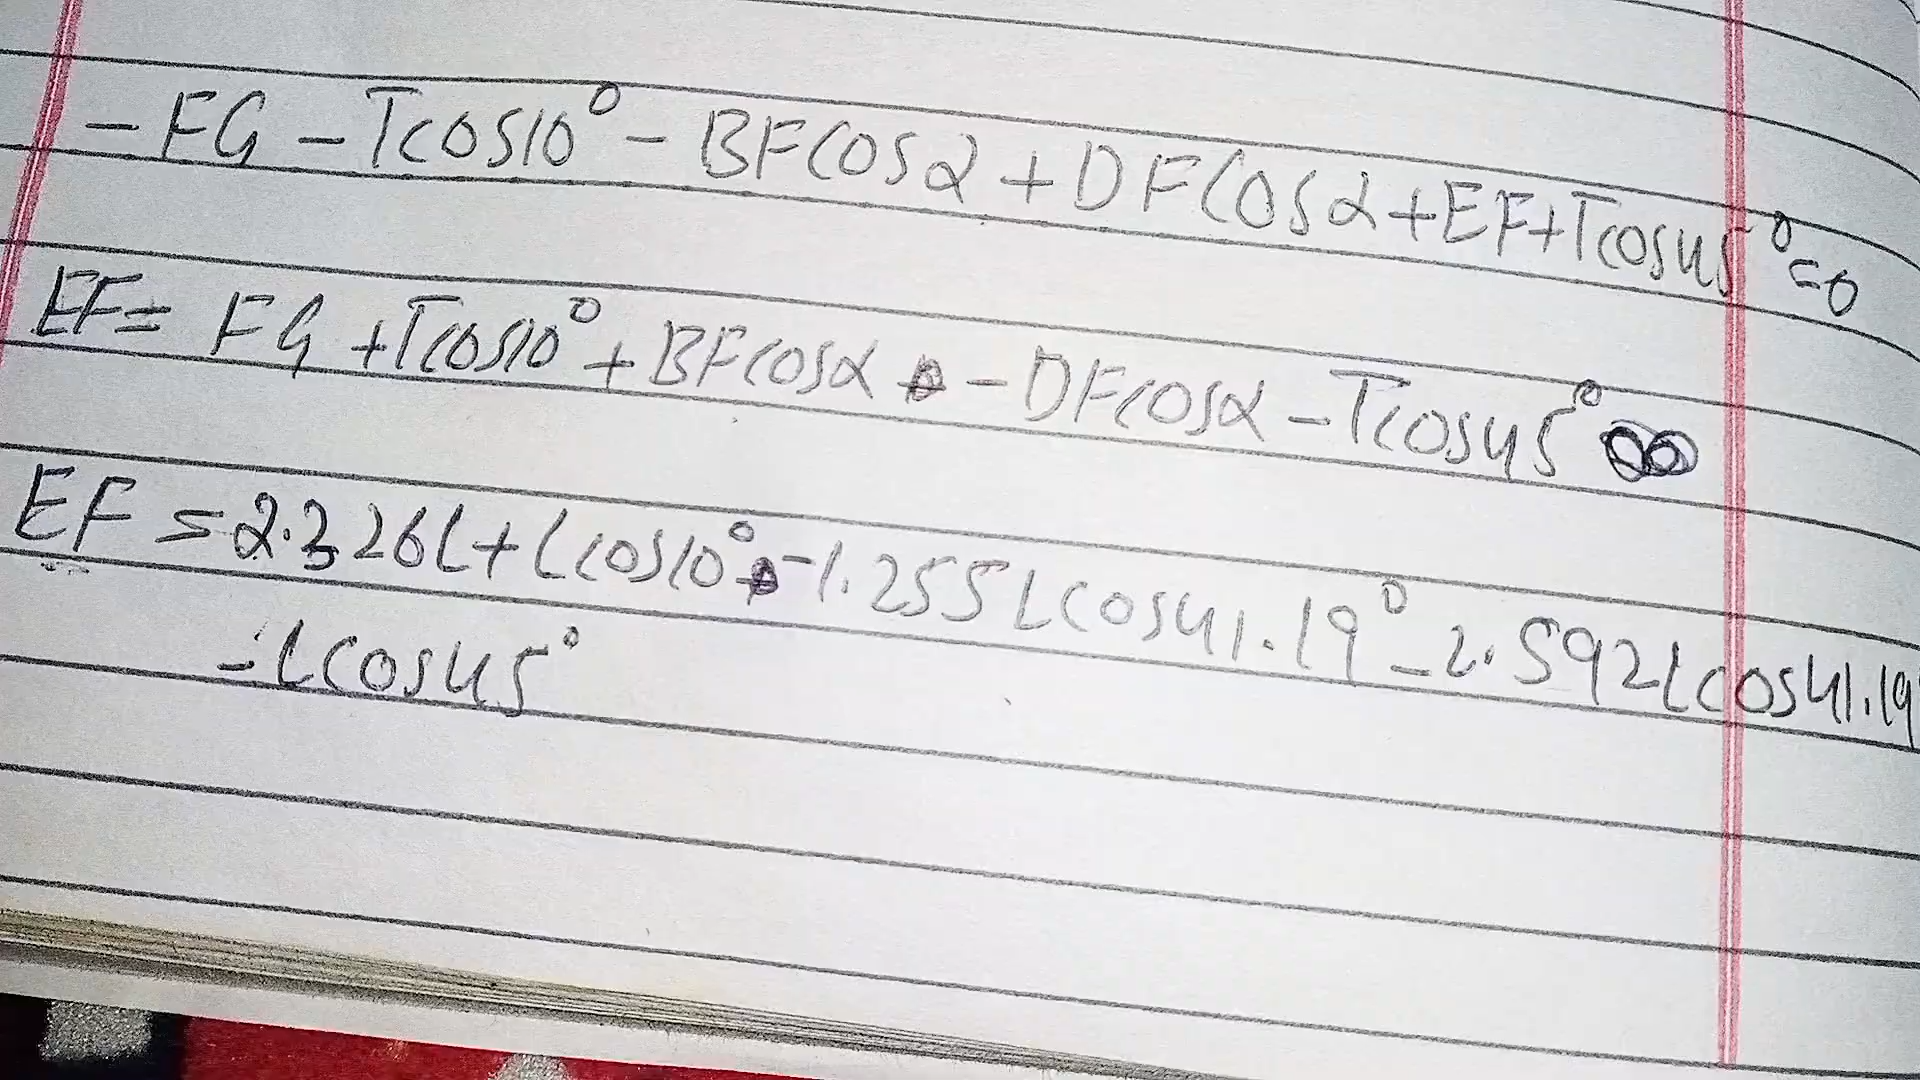 -FG - Tcos10° - BFCosα + DFCosα + EF + Tcos45° = 0
EF = FG + Tcos10° + BFcosα - DFcosα - Tcos45°
EF = 2.326L + Lcos10° - 1.255Lcos41.19° - 2.592Lcos41.19°
- Lcos45°